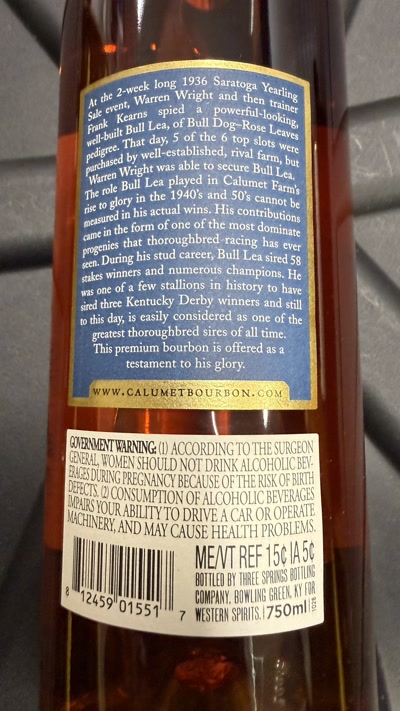 At the 2-week long 1936 Saratoga Yearling
Sale event, Warren Wright and then trainer
Frank Kearns spied a powerful-looking,
well-built Bull Lea, of Bull Dog–Rose Leaves
pedigree. That day, 5 of the 6 top slots were
purchased by well-established, rival farm, but
Warren Wright was able to secure Bull Lea.
The role Bull Lea played in Calumet Farm's
rise to glory in the 1940's and 50's cannot be
measured in his actual wins. His contributions
came in the form of one of the most dominate
progenies that thoroughbred racing has ever
seen. During his stud career, Bull Lea sired 58
stakes winners and numerous champions. He
was one of a few stallions in history to have
sired three Kentucky Derby winners and still
to this day, is easily considered as one of the
greatest thoroughbred sires of all time.
This premium bourbon is offered as a
testament to his glory.
WWW.CALUMETBOURBON.COM
GOVERNMENT WARNING: (1) ACCORDING TO THE SURGEON
GENERAL, WOMEN SHOULD NOT DRINK ALCOHOLIC BEV-
ERAGES DURING PREGNANCY BECAUSE OF THE RISK OF BIRTH
DEFECTS. (2) CONSUMPTION OF ALCOHOLIC BEVERAGES
IMPAIRS YOUR ABILITY TO DRIVE A CAR OR OPERATE
MACHINERY, AND MAY CAUSE HEALTH PROBLEMS.
ME/VT REF 15¢ IA 5¢
BOTTLED BY THREE SPRINGS BOTTLING
COMPANY, BOWLING GREEN, KY FOR
WESTERN SPIRITS. 750ml 1028
8 12459 01551 7